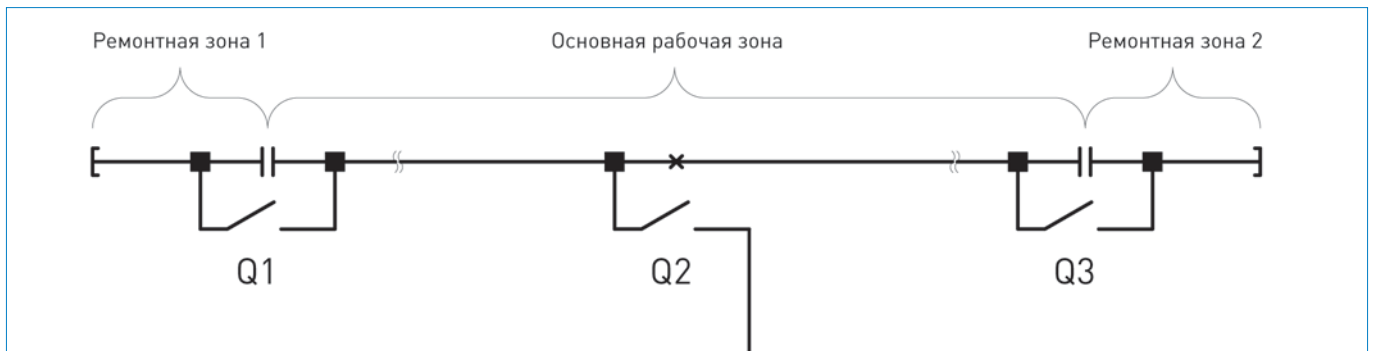 Ремонтная зона 1
Основная рабочая зона
Ремонтная зона 2
Q1
Q2
Q3